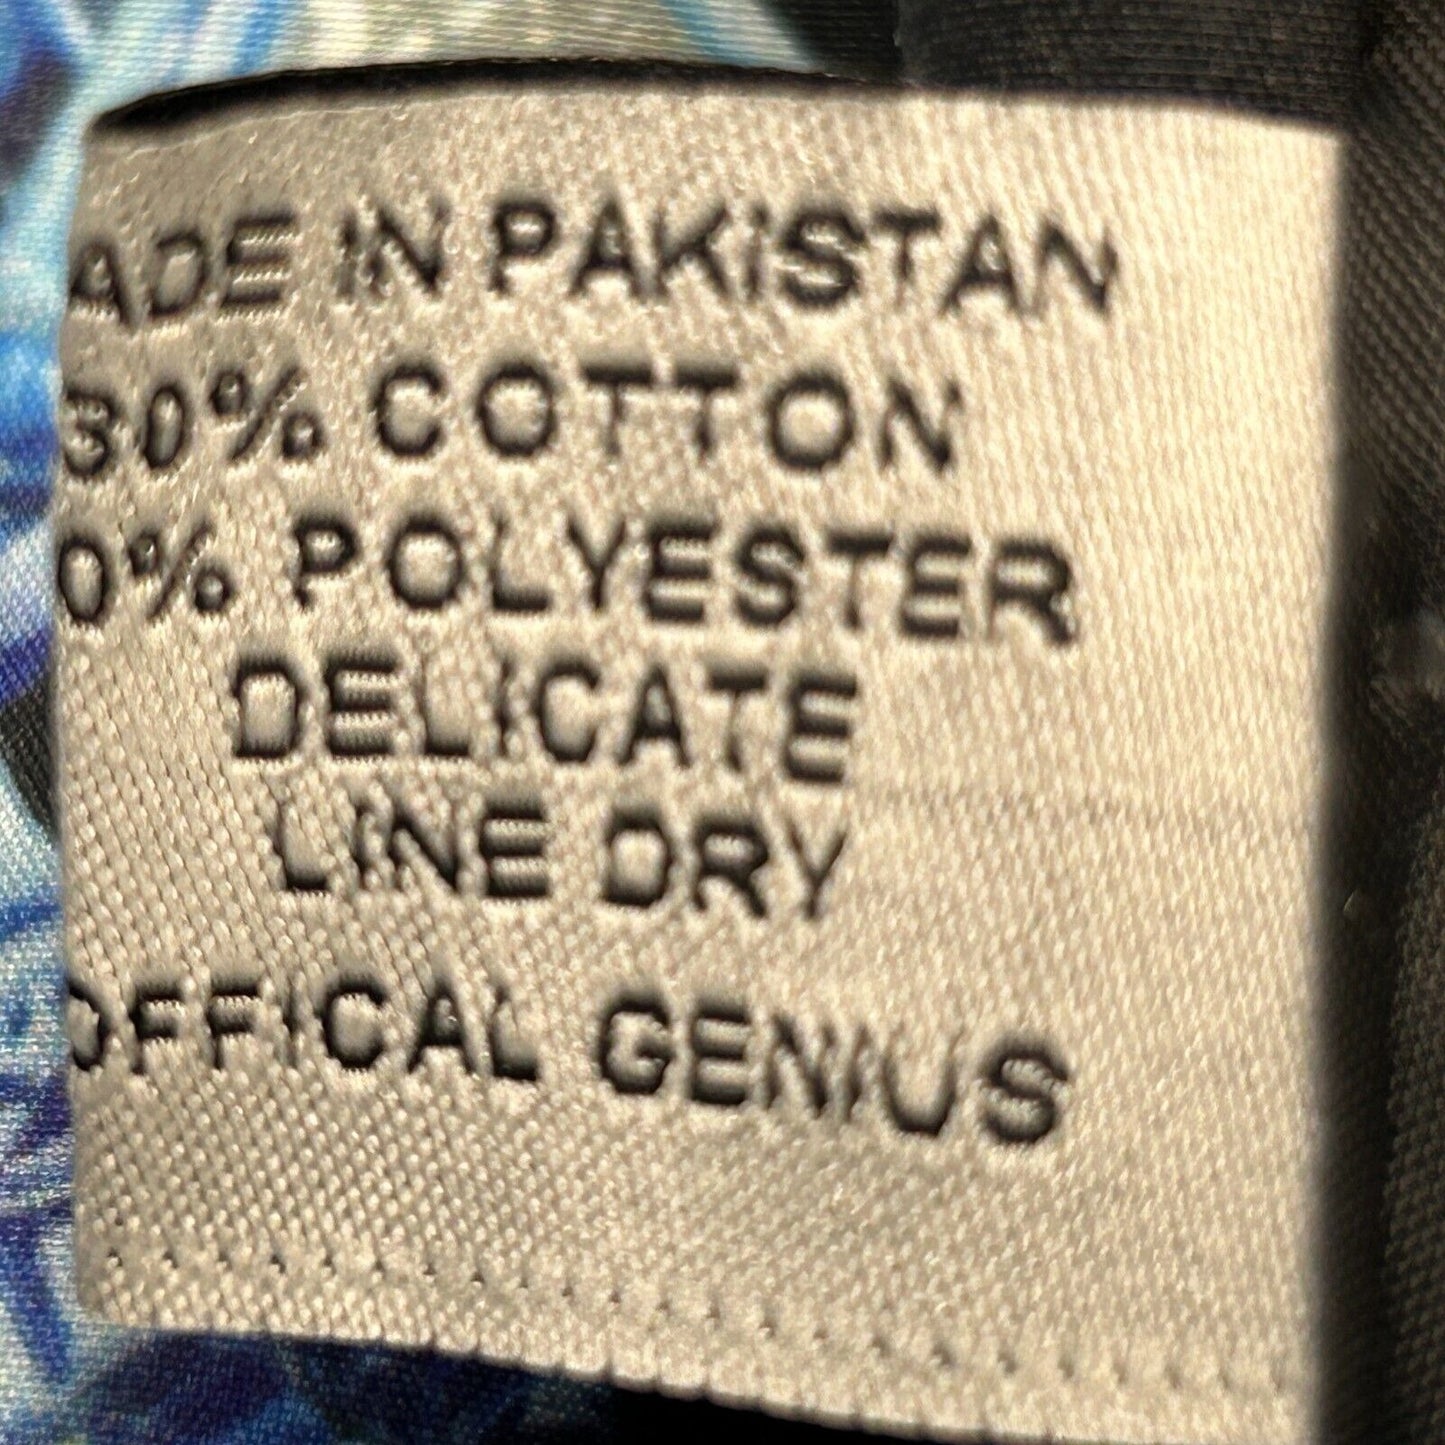 ADE IN PAKISTAN
30% COTTON
0% POLYESTER
DELICATE
LINE DRY
OFFICAL GENIUS